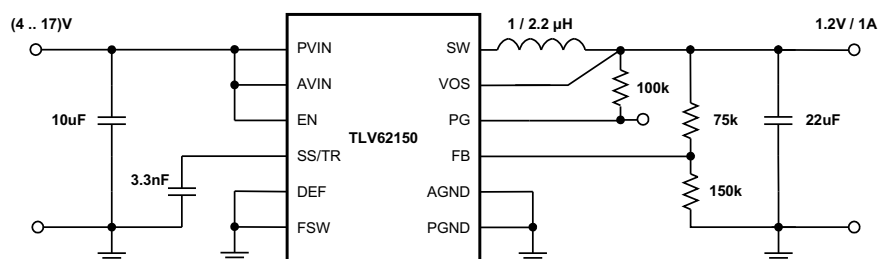 (4 .. 17)V
1 / 2.2 µH
1.2V / 1A
PVIN
SW
AVIN
VOS
100k
10uF
EN
PG
75k
22uF
TLV62150
SS/TR
FB
3.3nF
DEF
AGND
150k
FSW
PGND